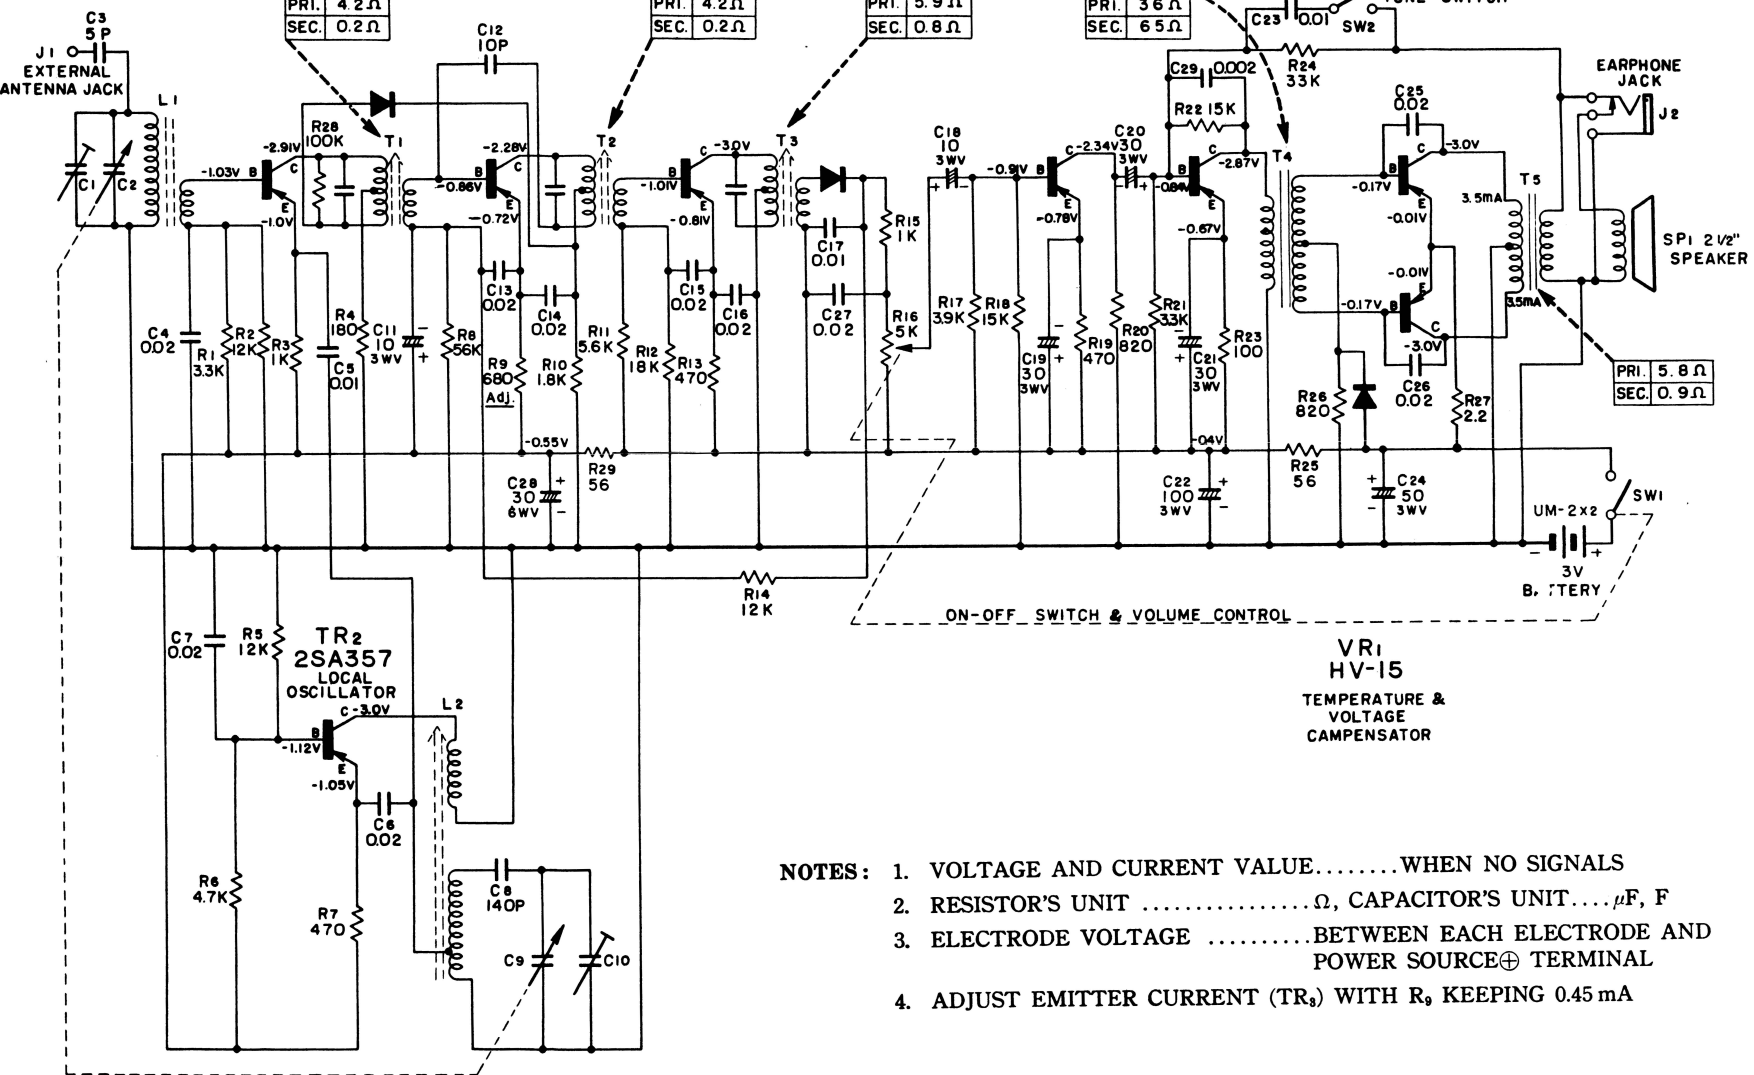 PRI. 4.2Ω
SEC. 0.2Ω
PRI. 4.2Ω
SEC. 0.2Ω
PRI. 5.9Ω
SEC. 0.8Ω
PRI. 36Ω
SEC. 65Ω
C3
5P
J1
EXTERNAL
ANTENNA JACK
L1
C1
C2
C12
10P
C23
0.01
SW2
R24
33K
C29
0.002
R22 15K
EARPHONE
JACK
J2
C25
0.02
R28
100K
T1
T2
T3
T4
T5
-2.91V
-1.03V
B
E
-1.0V
-2.28V
C
-0.86V
B
E
-0.72V
C
-3.0V
-1.01V
B
E
-0.81V
C18
10
3WV
+
-
-0.91V
C
-2.34V
B
E
-0.78V
C20
30
3WV
+
-
-0.84V
B
C
-2.87V
E
-0.67V
-0.17V
B
C
-3.0V
E
-0.01V
-0.01V
E
-0.17V
B
C
-3.0V
3.5mA
3.5mA
SP1 2 1/2"
SPEAKER
C4
0.02
R1
3.3K
R2
12K
R3
1K
C5
0.01
R4
180
C11
10
3WV
-
+
R8
56K
C13
0.02
C14
0.02
R9
680
Adj.
R10
1.8K
R11
5.6K
R12
18K
C15
0.02
R13
470
C16
0.02
C17
0.01
C27
0.02
R15
1K
R16
5K
R17
3.9K
R18
15K
C19
30
3WV
-
+
R19
470
R20
820
R21
3.3K
C21
30
3WV
-
+
R23
100
R26
820
C26
0.02
R27
2.2
PRI. 5.8Ω
SEC. 0.9Ω
-0.55V
R29
56
C28
30
6WV
+
-
-0.4V
C22
100
3WV
+
-
R25
56
C24
50
3WV
+
-
SW1
UM-2x2
-
+
3V
R14
12K
ON-OFF SWITCH & VOLUME CONTROL
VR1
HV-15
TEMPERATURE &
VOLTAGE
CAMPENSATOR
C7
0.02
R5
12K
TR2
2SA357
LOCAL
OSCILLATOR
C -3.0V
B
-1.12V
E
-1.05V
L2
C6
0.02
R6
4.7K
R7
470
C8
140P
C9
C10
NOTES: 1. VOLTAGE AND CURRENT VALUE........WHEN NO SIGNALS
2. RESISTOR'S UNIT ................Ω, CAPACITOR'S UNIT....μF, F
3. ELECTRODE VOLTAGE ..........BETWEEN EACH ELECTRODE AND
POWER SOURCE⊕ TERMINAL
4. ADJUST EMITTER CURRENT (TR₃) WITH R₉ KEEPING 0.45 mA